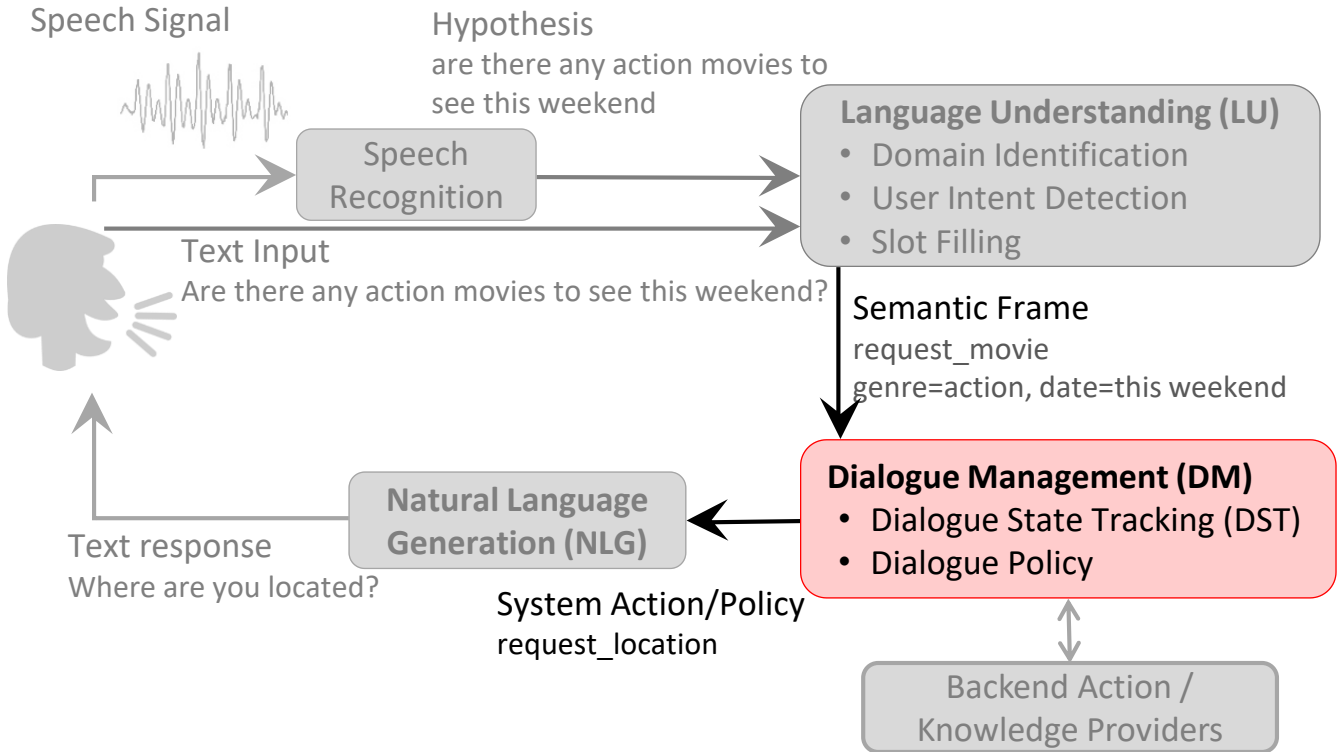 Speech Signal
Hypothesis
are there any action movies to
see this weekend
Speech
Recognition
Language Understanding (LU)
• Domain Identification
• User Intent Detection
• Slot Filling
Text Input
Are there any action movies to see this weekend?
Semantic Frame
request_movie
genre=action, date=this weekend
Dialogue Management (DM)
• Dialogue State Tracking (DST)
• Dialogue Policy
Natural Language
Generation (NLG)
Text response
Where are you located?
System Action/Policy
request_location
Backend Action /
Knowledge Providers